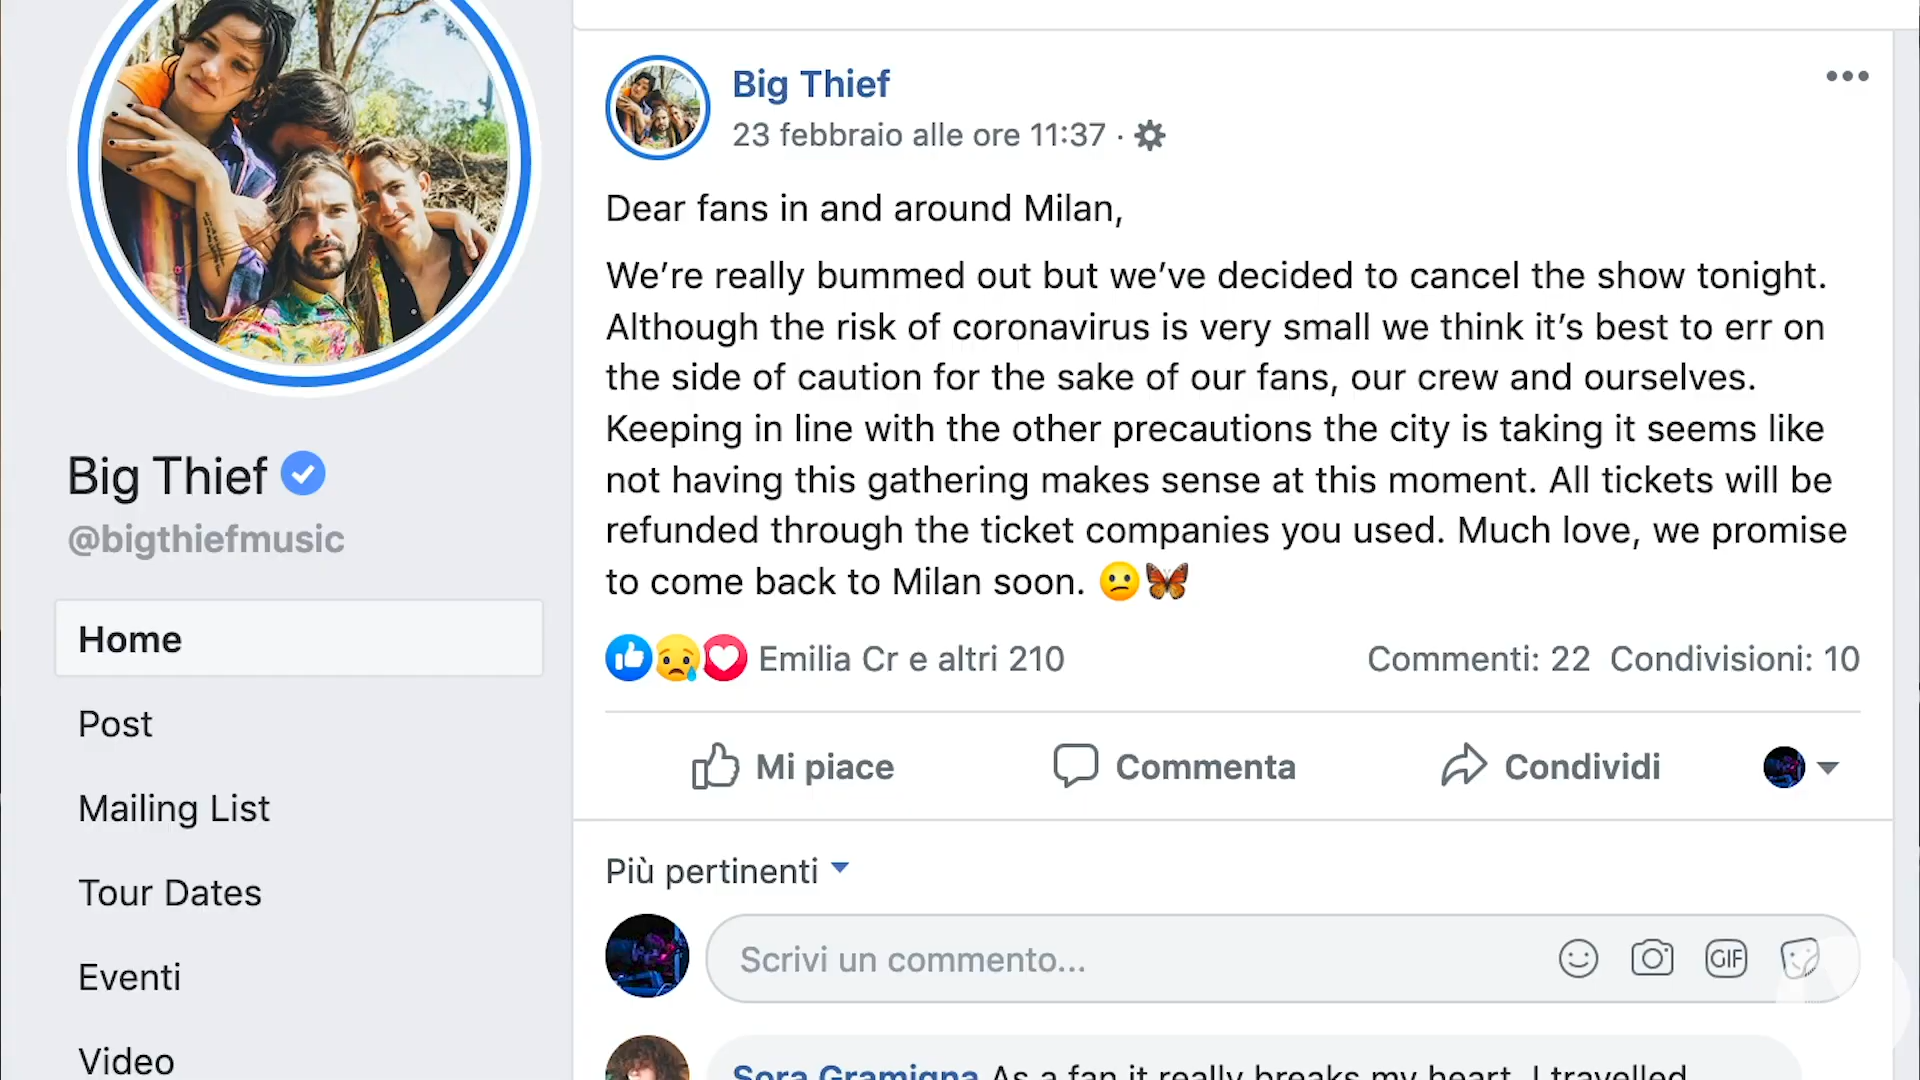 Big Thief
@bigthiefmusic
Home
Post
Mailing List
Tour Dates
Eventi
Video
Big Thief
23 febbraio alle ore 11:37 ·
Dear fans in and around Milan,
We’re really bummed out but we’ve decided to cancel the show tonight.
Although the risk of coronavirus is very small we think it’s best to err on
the side of caution for the sake of our fans, our crew and ourselves.
Keeping in line with the other precautions the city is taking it seems like
not having this gathering makes sense at this moment. All tickets will be
refunded through the ticket companies you used. Much love, we promise
to come back to Milan soon. 😕🦋
Emilia Cr e altri 210
Commenti: 22 Condivisioni: 10
Mi piace
Commenta
Condividi
Più pertinenti
Scrivi un commento...
GIF
Sora Gramigna As a fan it really breaks my heart. I travelled